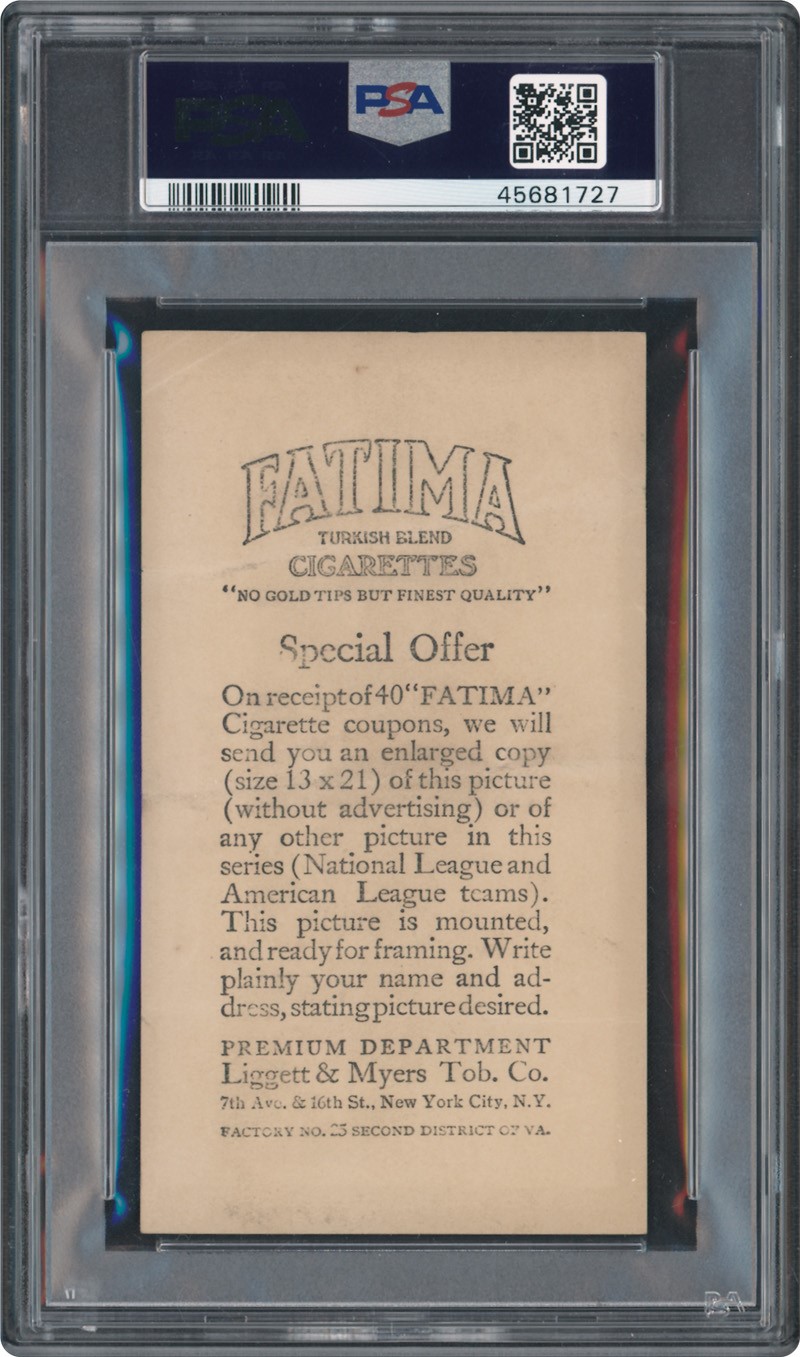 PSA
PSA
45681727
FATIMA
TURKISH BLEND
CIGARETTES
“NO GOLD TIPS BUT FINEST QUALITY”
Special Offer
On receipt of 40 “FATIMA”
Cigarette coupons, we will
send you an enlarged copy
(size 13 x 21) of this picture
(without advertising) or of
any other picture in this
series (National League and
American League teams).
This picture is mounted,
and ready for framing. Write
plainly your name and ad-
dress, stating picture desired.
PREMIUM DEPARTMENT
Liggett & Myers Tob. Co.
7th Ave. & 16th St., New York City, N.Y.
FACTORY NO. 25 SECOND DISTRICT OF VA.
PSA